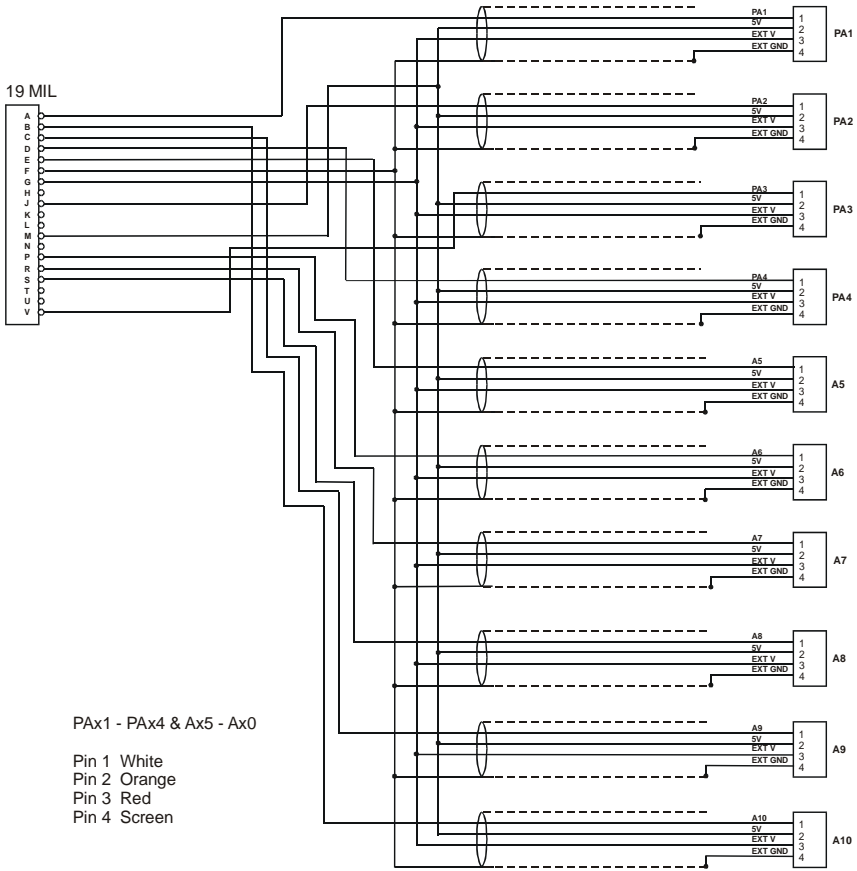 19 MIL
A
B
C
D
E
F
G
H
J
K
L
M
N
P
R
S
T
U
V
PA1
5V
EXT V
EXT GND
1
2
3
4
PA1
PA2
5V
EXT V
EXT GND
1
2
3
4
PA2
PA3
5V
EXT V
EXT GND
1
2
3
4
PA3
PA4
5V
EXT V
EXT GND
1
2
3
4
PA4
A5
5V
EXT V
EXT GND
1
2
3
4
A5
A6
5V
EXT V
EXT GND
1
2
3
4
A6
A7
5V
EXT V
EXT GND
1
2
3
4
A7
A8
5V
EXT V
EXT GND
1
2
3
4
A8
A9
5V
EXT V
EXT GND
1
2
3
4
A9
A10
5V
EXT V
EXT GND
1
2
3
4
A10
PAx1 - PAx4 & Ax5 - Ax0
Pin 1 White
Pin 2 Orange
Pin 3 Red
Pin 4 Screen